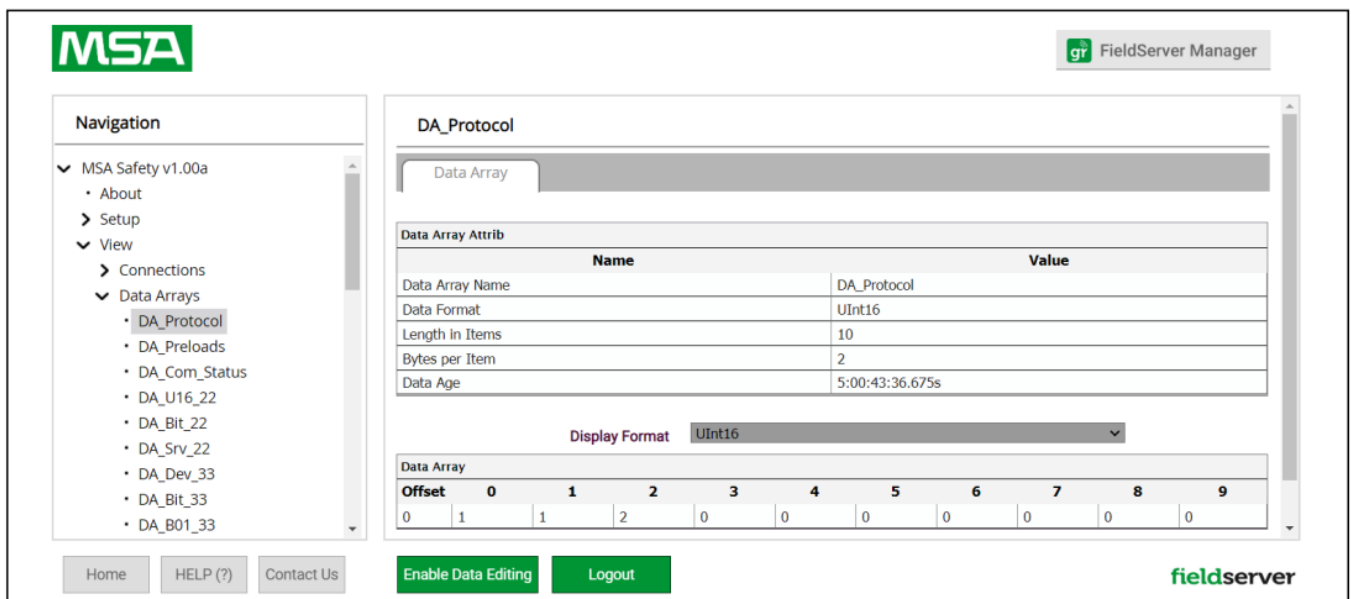 MSA
gr FieldServer Manager
Navigation
MSA Safety v1.00a
About
Setup
View
Connections
Data Arrays
DA_Protocol
DA_Preloads
DA_Com_Status
DA_U16_22
DA_Bit_22
DA_Srv_22
DA_Dev_33
DA_Bit_33
DA_B01_33
DA_Protocol
Data Array
Data Array Attrib
Name Value
Data Array Name DA_Protocol
Data Format UInt16
Length in Items 10
Bytes per Item 2
Data Age 5:00:43:36.675s
Display Format UInt16
Data Array
Offset 0 1 2 3 4 5 6 7 8 9
0 1 1 2 0 0 0 0 0 0 0
Home HELP (?) Contact Us Enable Data Editing Logout fieldserver